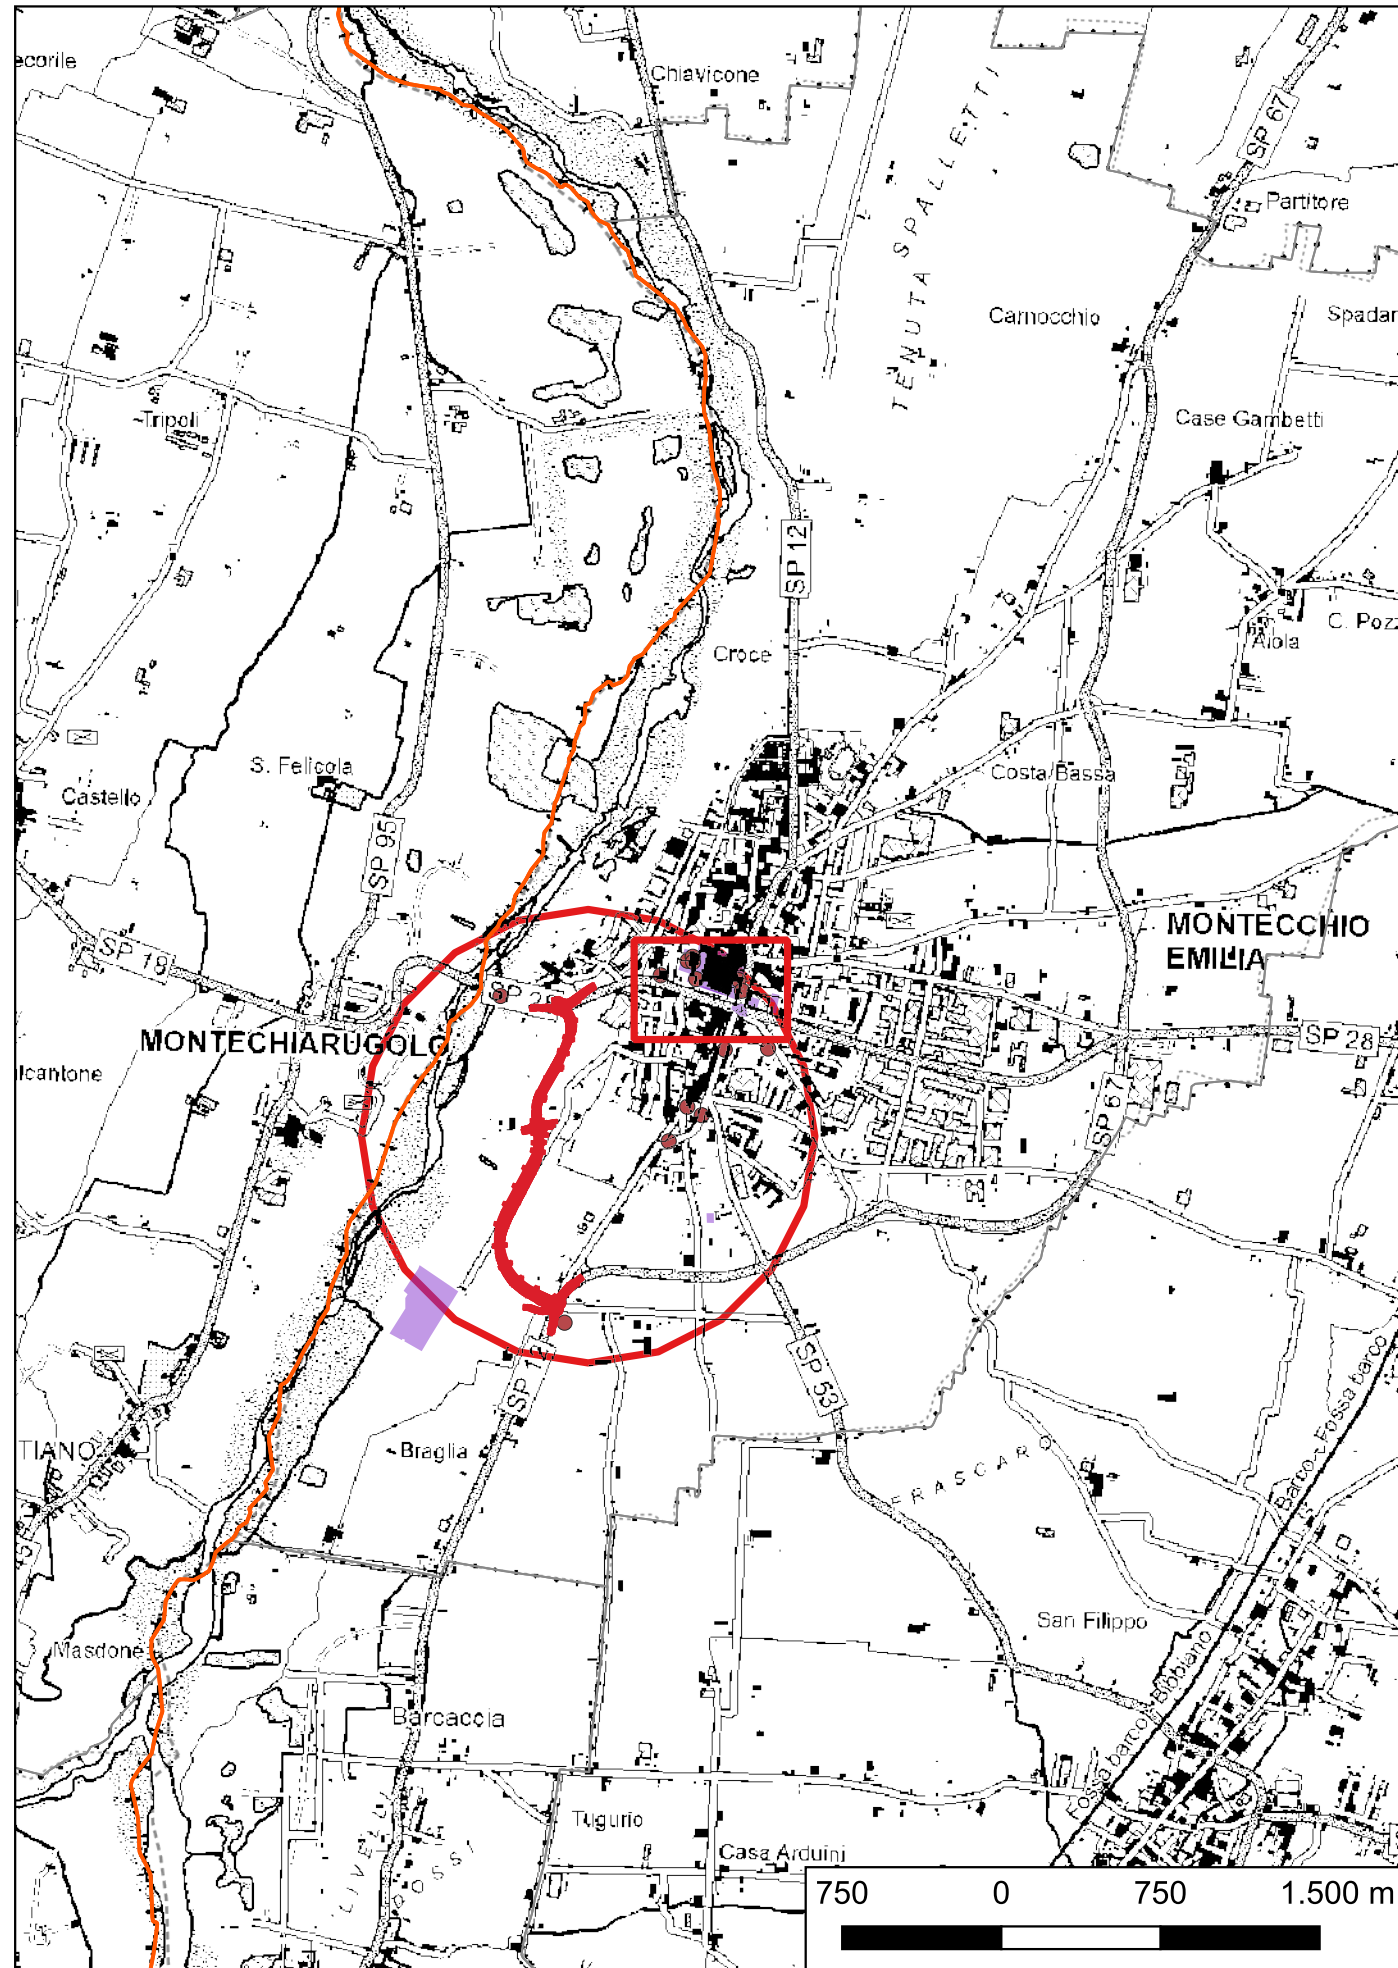 ecorile
Chiavicone
SP 67
TENUTA SPALLETTI
Partitore
Carnocchio
Spadar
Tripoli
Case Gambetti
SP 12
C. Pozz
Aiola
Croce
S. Felicola
Costa Bassa
Castello
SP 95
MONTECCHIO
EMILIA
SP 18
SP 28
MONTECHIARUGOLO
SP 28
lcantone
SP 67
SP 12
SP 53
Barco - Fossa barco
TIANO
Braglia
FRASCARO
San Filippo
Masdone
Fossa barco - Bibbiano
Barcaccia
Tugurio
Casa Arduini
750 0 750 1.500 m